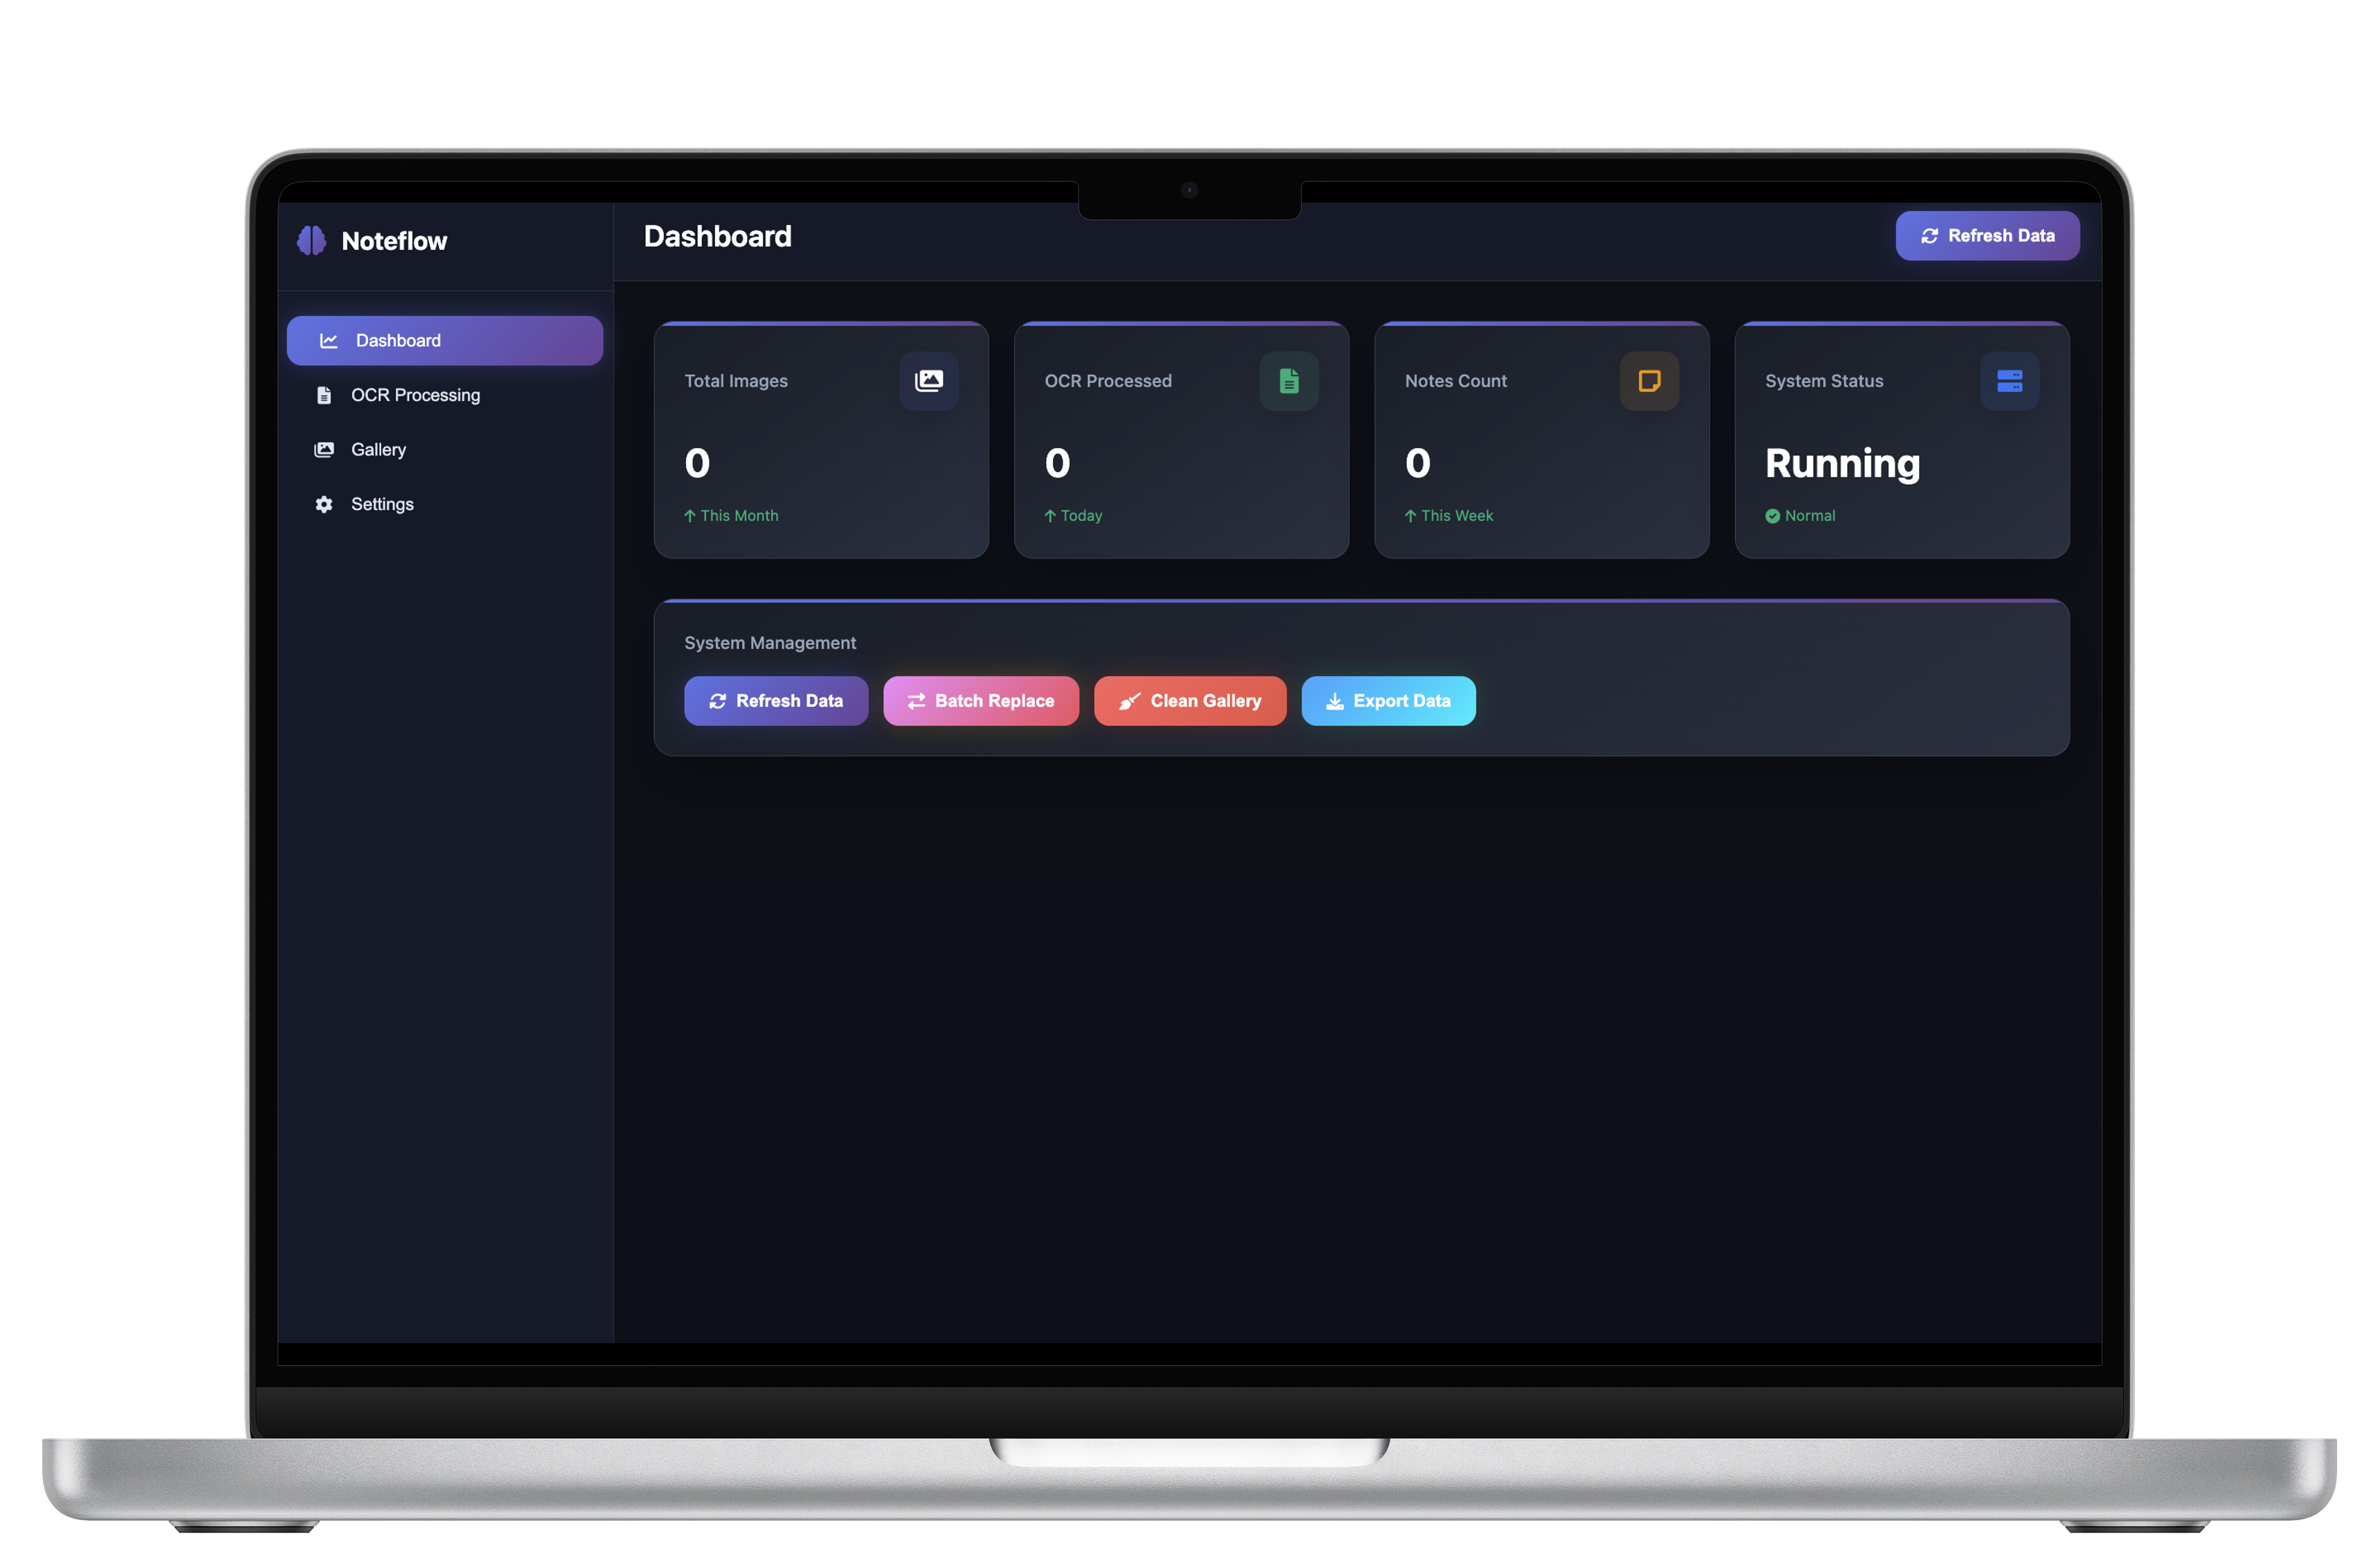 Noteflow
Dashboard
OCR Processing
Gallery
Settings
Dashboard
Refresh Data
Total Images
0
This Month
OCR Processed
0
Today
Notes Count
0
This Week
System Status
Running
Normal
System Management
Refresh Data
Batch Replace
Clean Gallery
Export Data